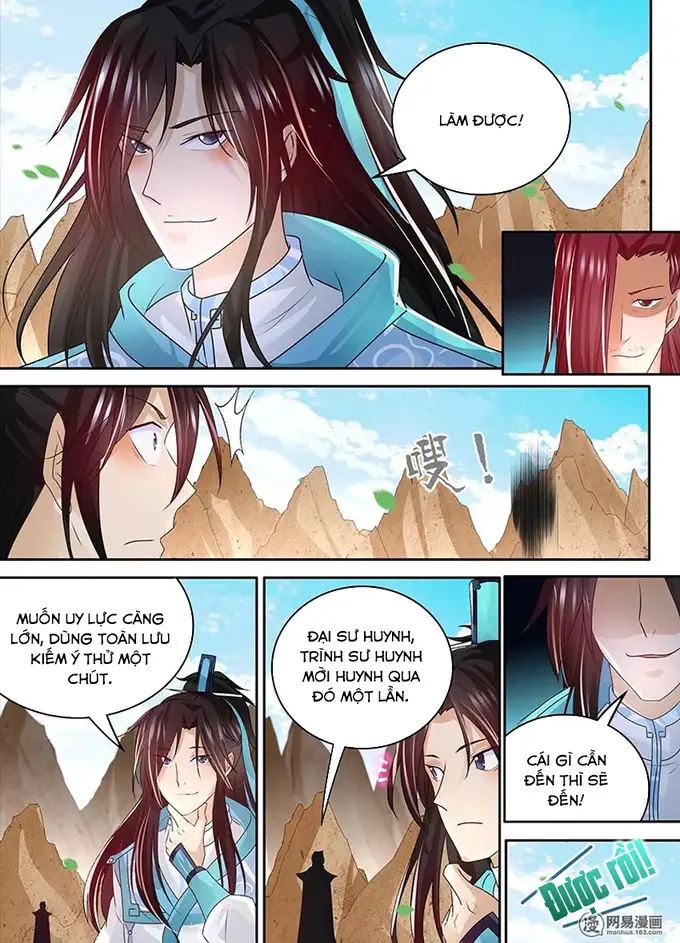 LÀM ĐƯỢC!
嗖!
MUỐN UY LỰC CÀNG
LỚN, DÙNG TOÀN LƯU
KIẾM Ý THỬ MỘT
CHÚT.
ĐẠI SƯ HUYNH,
TRÌNH SƯ HUYNH
MỜI HUYNH QUA
ĐÓ MỘT LẦN.
CÁI GÌ CẦN
ĐẾN THÌ SẼ
ĐẾN!
Được rồi!
漫 网易漫画
manhua.163.com